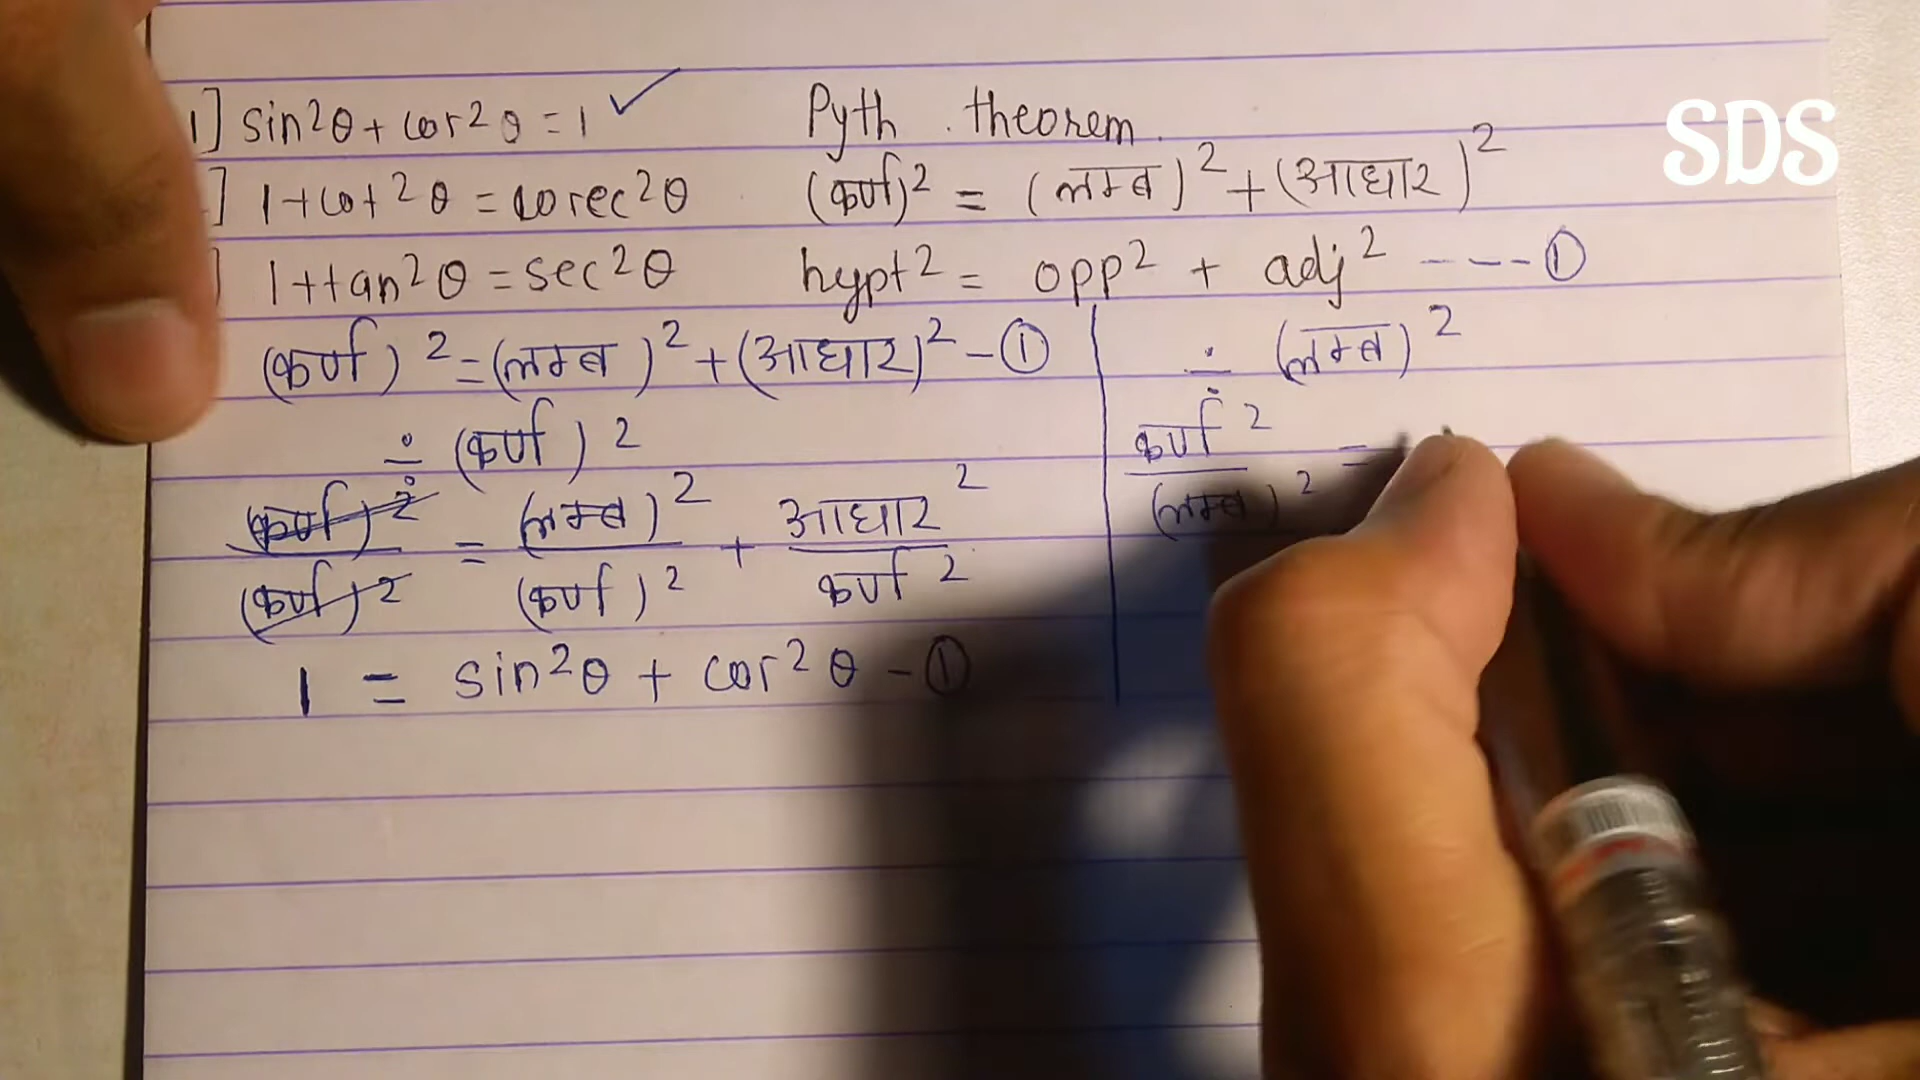 1] sin²θ + cos²θ = 1 ✓
] 1 + cot²θ = cosec²θ
] 1 + tan²θ = sec²θ
Pyth. theorem.
(कर्ण)² = (लम्ब)² + (आधार)²
hypt² = opp² + adj² ---- ①
(कर्ण)² = (लम्ब)² + (आधार)² - ①
÷ (कर्ण)²
(कर्ण)² / (कर्ण)² = (लम्ब)² / (कर्ण)² + आधार² / कर्ण²
1 = sin²θ + cos²θ - ①
÷ (लम्ब)²
कर्ण² / (लम्ब)² =
SDS